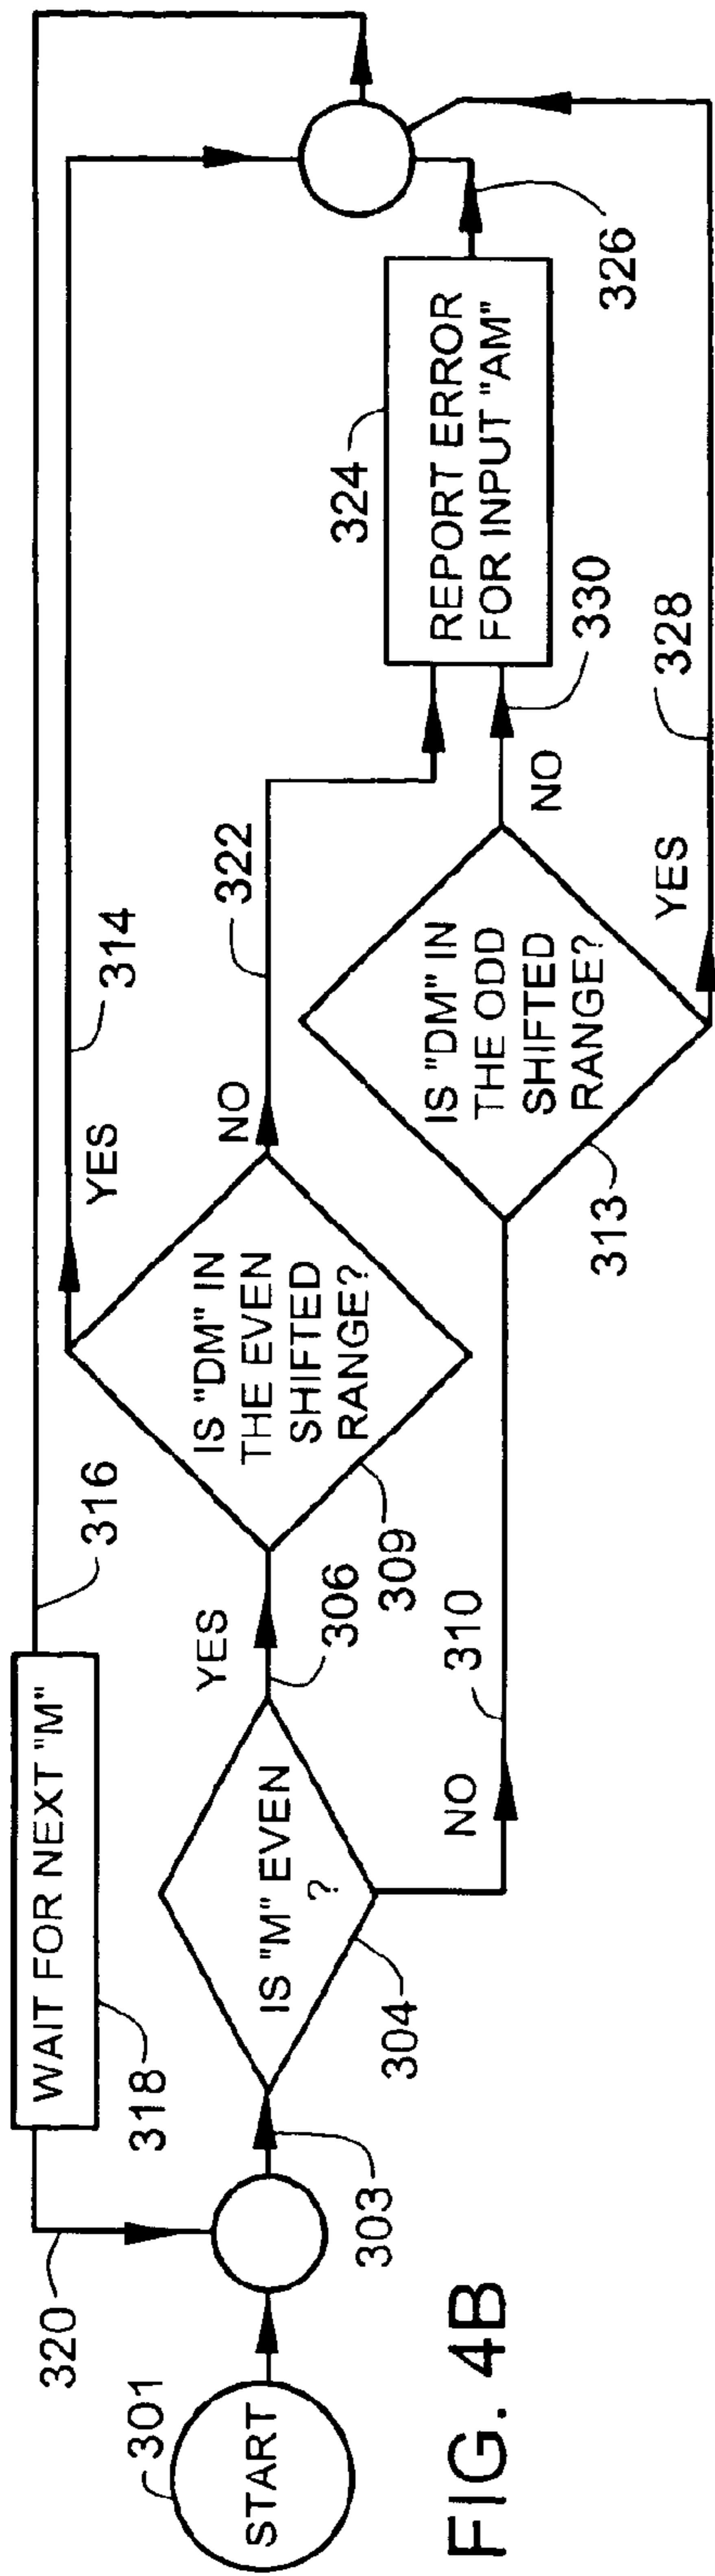 316
WAIT FOR NEXT "M"
318
320
314
YES
322
NO
IS "DM" IN
THE EVEN
SHIFTED
RANGE?
309
YES
306
IS "M" EVEN
?
304
303
301
START
NO
310
IS "DM" IN
THE ODD
SHIFTED
RANGE?
313
NO
330
YES
328
324
REPORT ERROR
FOR INPUT "AM"
326
FIG. 4B